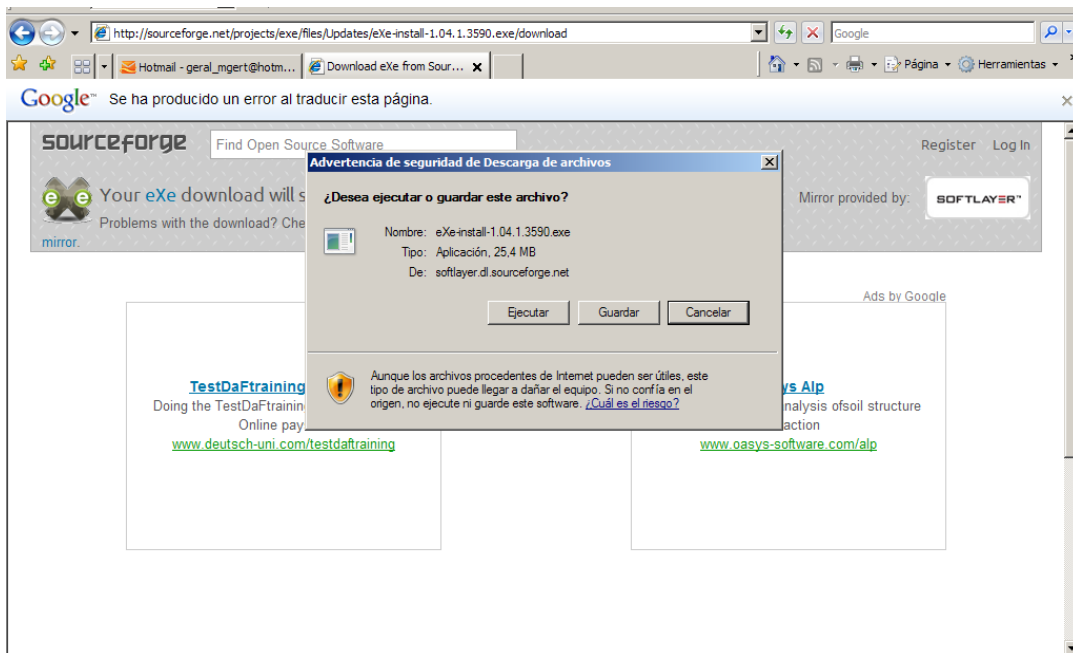 http://sourceforge.net/projects/exe/files/Updates/eXe-install-1.04.1.3590.exe/download
Google
Hotmail - geral_mgert@hotm...
Download eXe from Sour...
Página
Herramientas
Google™ Se ha producido un error al traducir esta página.
sourceforge
Find Open Source Software
Register Log In
Your eXe download will s
Problems with the download? Che
mirror.
Mirror provided by:
SOFTLAYER™
Advertencia de seguridad de Descarga de archivos
¿Desea ejecutar o guardar este archivo?
Nombre: eXe-install-1.04.1.3590.exe
Tipo: Aplicación, 25,4 MB
De: softlayer.dl.sourceforge.net
Ejecutar Guardar Cancelar
Aunque los archivos procedentes de Internet pueden ser útiles, este
tipo de archivo puede llegar a dañar el equipo. Si no confía en el
origen, no ejecute ni guarde este software. ¿Cuál es el riesgo?
Ads by Google
TestDaFtraining
Doing the TestDaFtrainin
Online pay
www.deutsch-uni.com/testdaftraining
ys Alp
nalysis ofsoil structure
action
www.oasys-software.com/alp